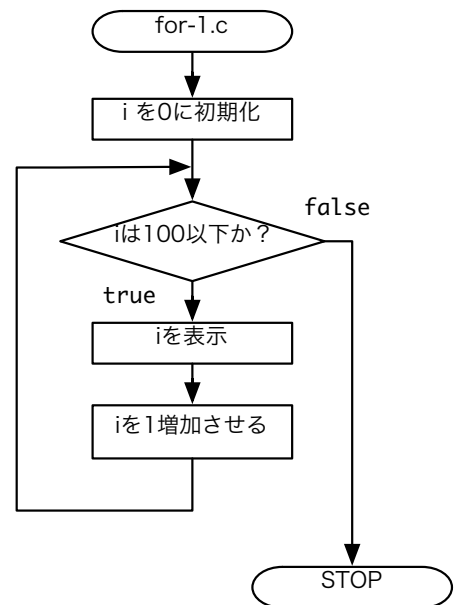 for-1.c
i を0に初期化
false
iは100以下か？
true
iを表示
iを1増加させる
STOP